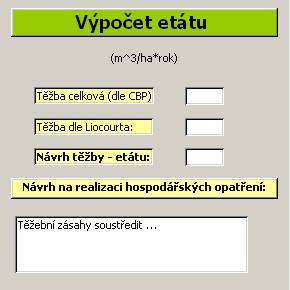 Výpočet etátu
(m^3/ha*rok)
Těžba celková (dle CBP)
Těžba dle Liocourta:
Návrh těžby - etátu:
Návrh na realizaci hospodářských opatření:
Těžební zásahy soustředit ...